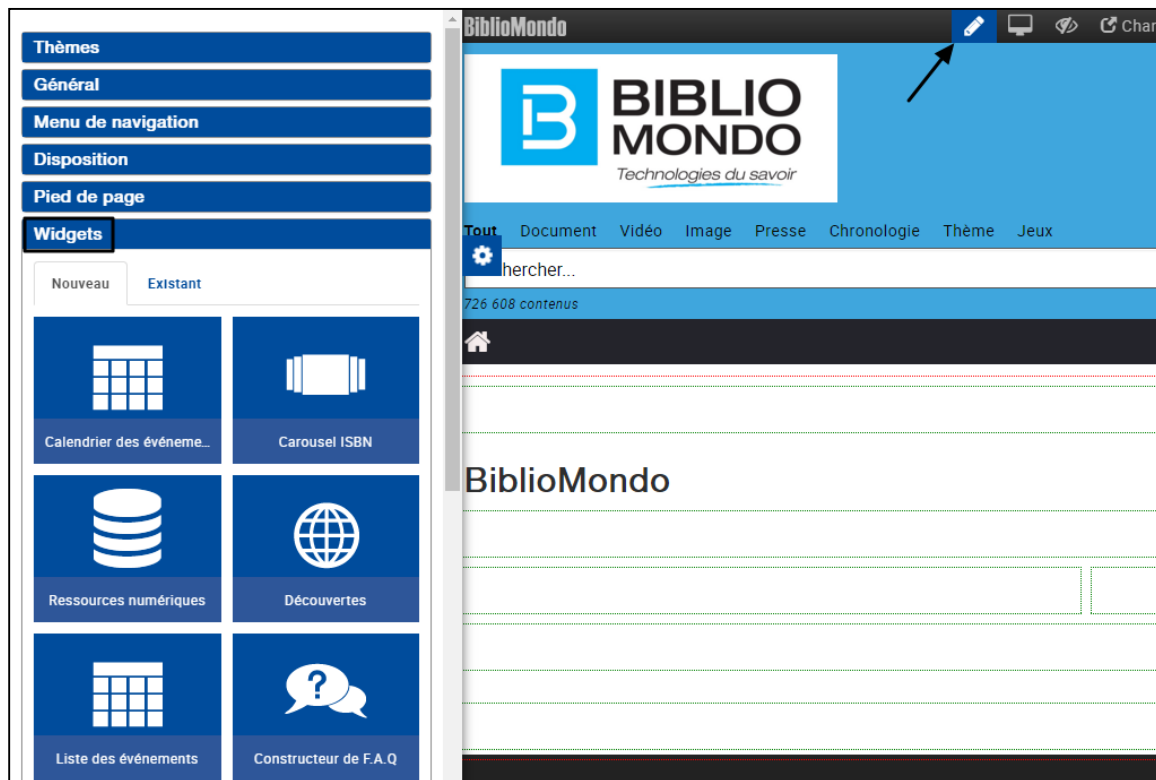 Thèmes
Général
Menu de navigation
Disposition
Pied de page
Widgets
Nouveau Existant
Calendrier des événeme... Carousel ISBN
Ressources numériques Découvertes
Liste des événements Constructeur de F.A.Q
BiblioMondo
Char
BIBLIO
MONDO
Technologies du savoir
Tout Document Vidéo Image Presse Chronologie Thème Jeux
hercher...
726 608 contenus
BiblioMondo